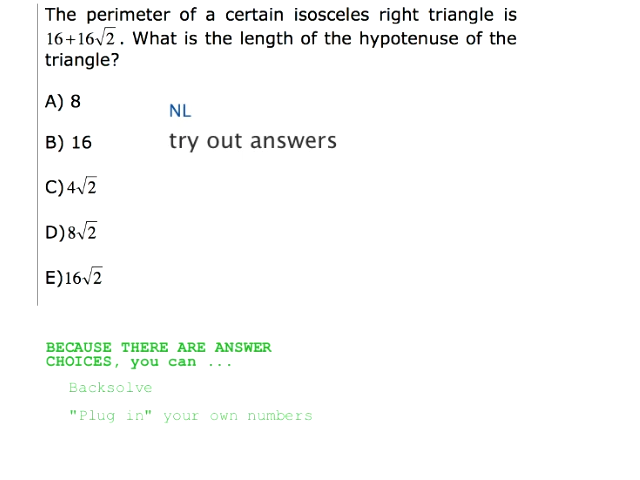 The perimeter of a certain isosceles right triangle is
16+16√2. What is the length of the hypotenuse of the
triangle?
A) 8
NL
B) 16
try out answers
C)4√2
D)8√2
E)16√2
BECAUSE THERE ARE ANSWER
CHOICES, you can ...
Backsolve
"Plug in" your own numbers